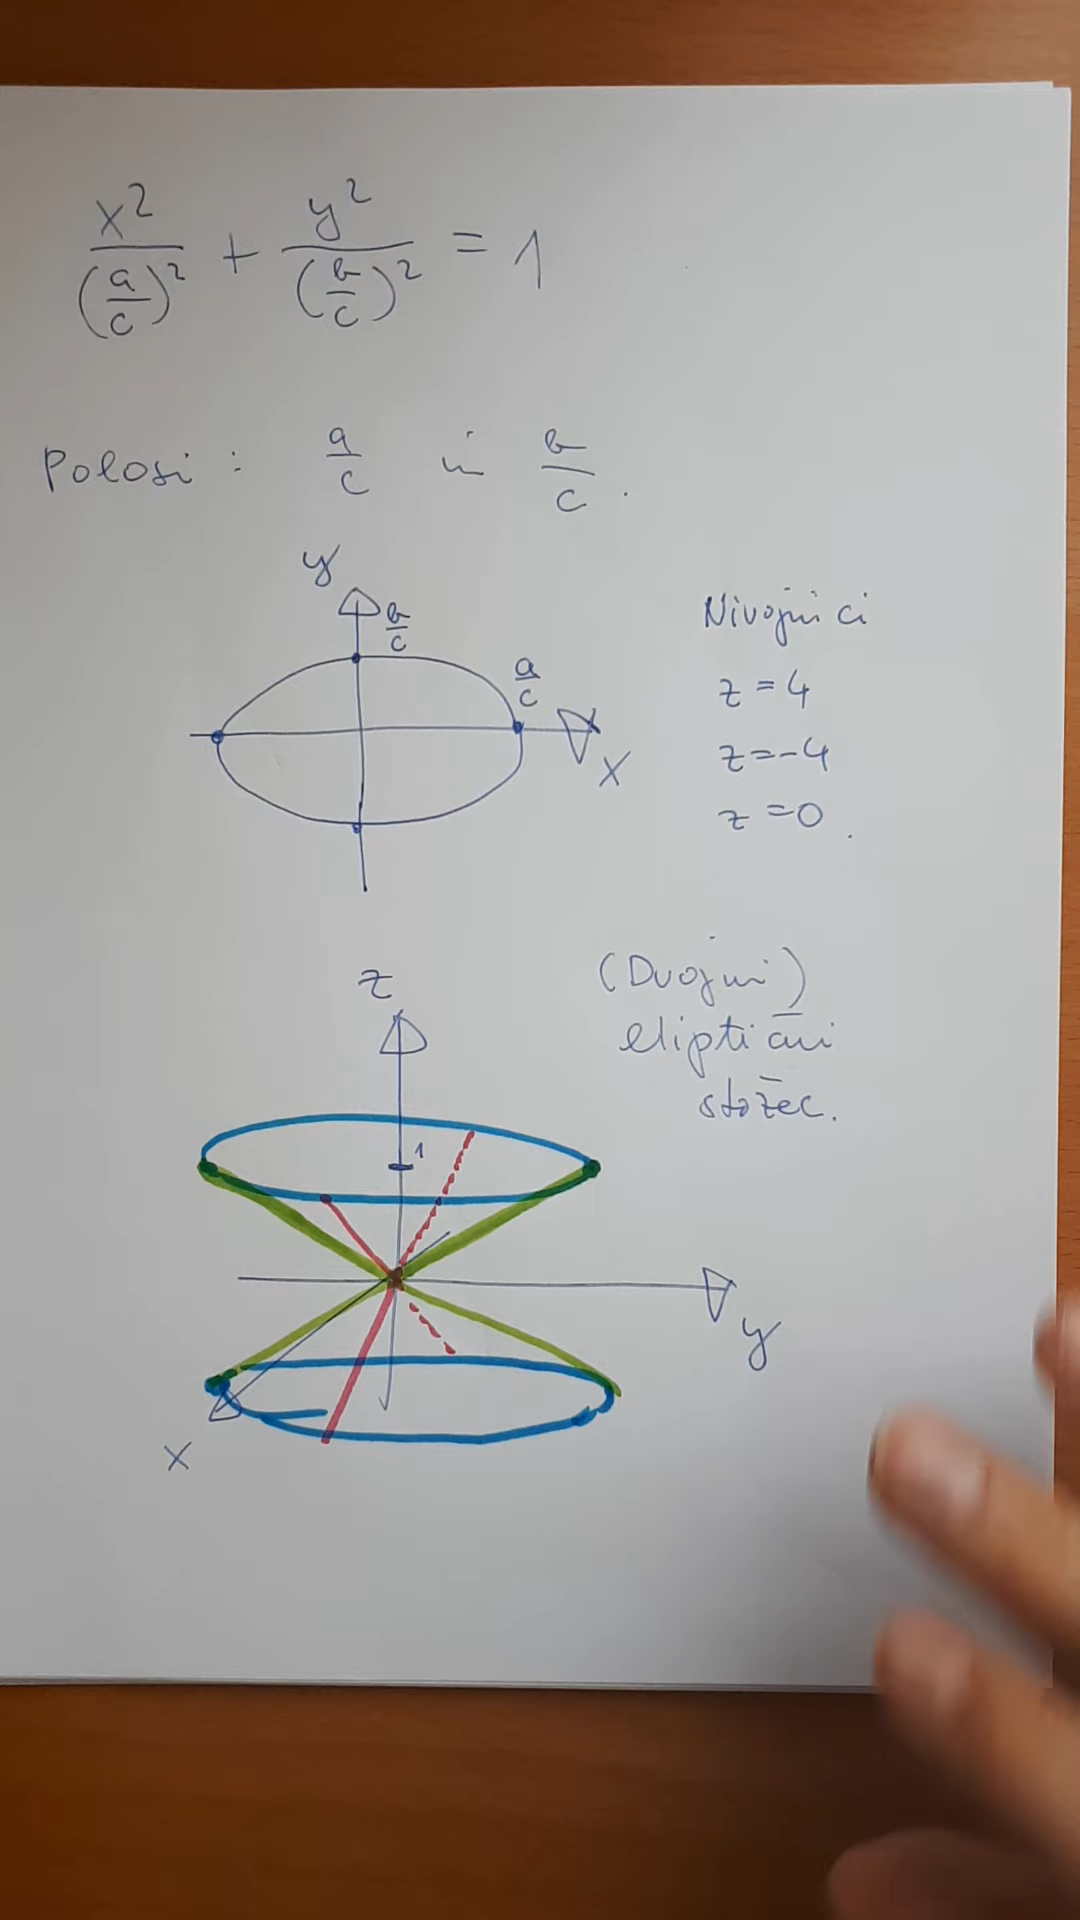 x²/(a/c)² + y²/(b/c)² = 1
Polosi: a/c in b/c.
y
b/c
a/c
x
Nivojnici
z=4
z=-4
z=0.
z
(Dvojni)
eliptični
stožec.
1
y
x